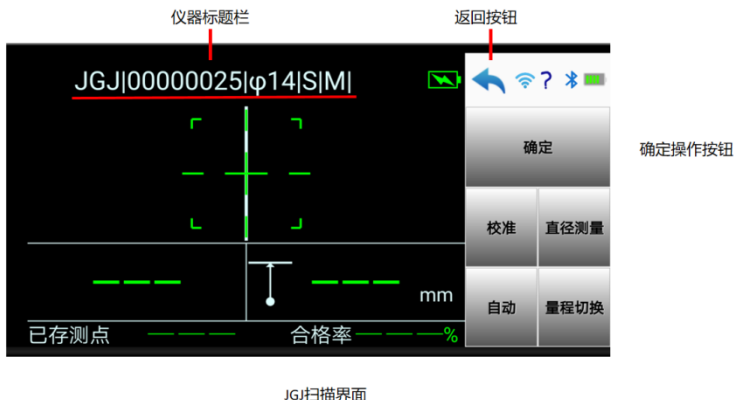 仪器标题栏
返回按钮
JGJ|00000025|φ14|S|M|
?
确定
确定操作按钮
校准
直径测量
mm
自动
量程切换
已存测点 ———
合格率 ———%
JGJ扫描界面